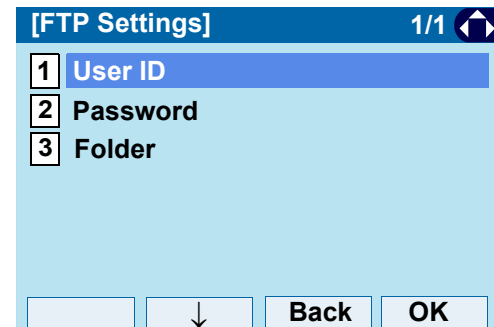 [FTP Settings] 1/1
1 User ID
2 Password
3 Folder
↓ Back OK